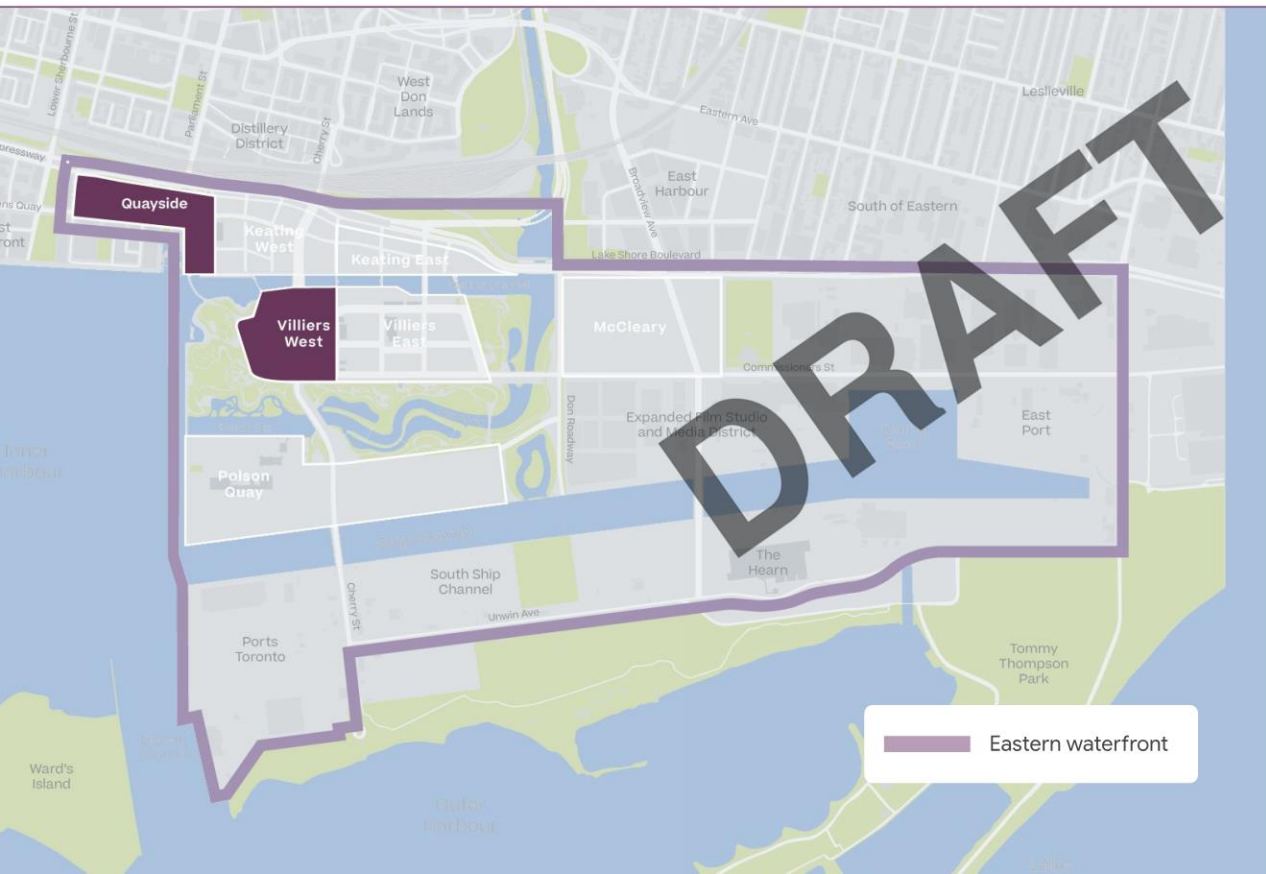 Lower Sherbourne St
Parliament St
Cherry St
West
Don
Lands
Distillery
District
Eastern Ave
Leslieville
Broadview Ave
East
Harbour
South of Eastern
Quayside
Keating
West
Keating East
Lake Shore Boulevard
Villiers
West
Villiers
East
McCleary
Commissioners St
Don Roadway
Expanded Film Studio
and Media District
East
Port
Polson
Quay
DRAFT
South Ship
Channel
The
Hearn
Cherry St
Unwin Ave
Ports
Toronto
Tommy
Thompson
Park
Eastern waterfront
Ward's
Island
Outer
Harbour
Lake